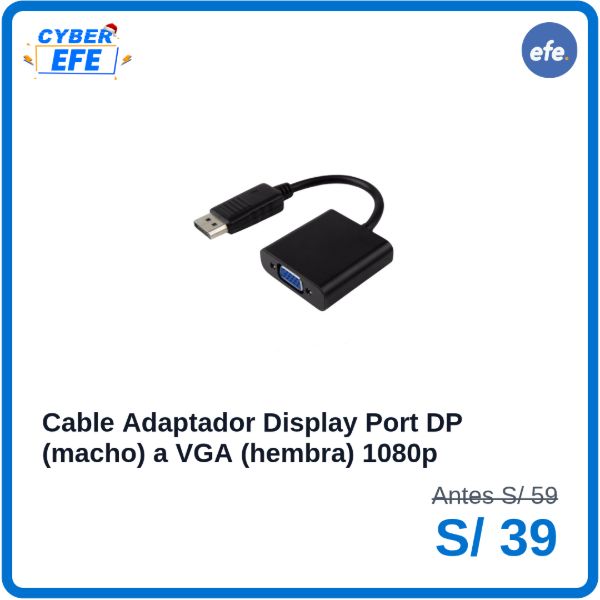 CYBER
EFE
efe.
Cable Adaptador Display Port DP
(macho) a VGA (hembra) 1080p
Antes S/ 59
S/ 39